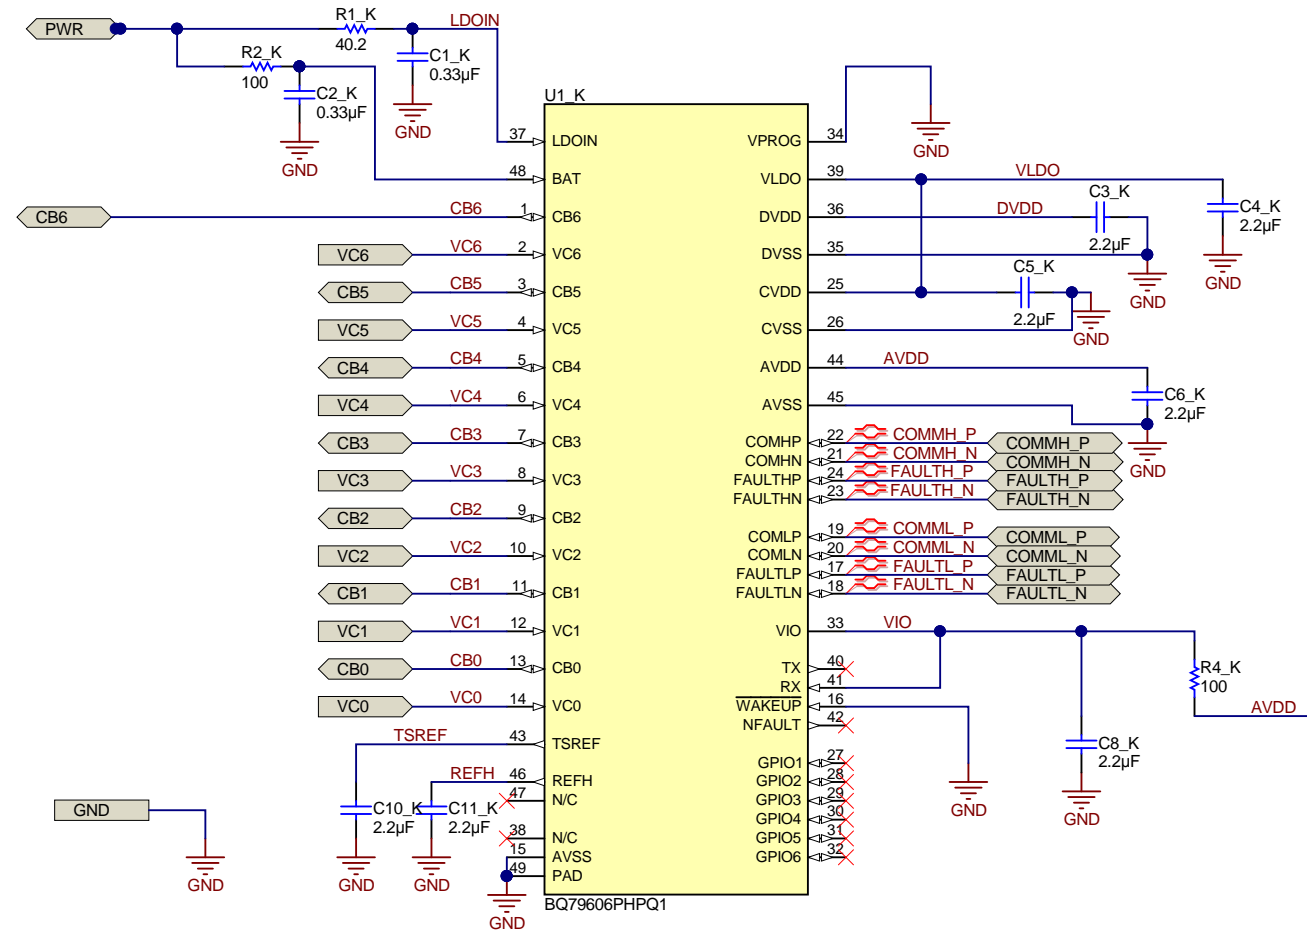 PWR
R1_K
40.2
LDOIN
C1_K
0.33µF
GND
R2_K
100
C2_K
0.33µF
GND
U1_K
37 LDOIN
48 BAT
CB6 CB6 1 CB6
VC6 VC6 2 VC6
CB5 CB5 3 CB5
VC5 VC5 4 VC5
CB4 CB4 5 CB4
VC4 VC4 6 VC4
CB3 CB3 7 CB3
VC3 VC3 8 VC3
CB2 CB2 9 CB2
VC2 VC2 10 VC2
CB1 CB1 11 CB1
VC1 VC1 12 VC1
CB0 CB0 13 CB0
VC0 VC0 14 VC0
TSREF 43 TSREF
REFH 46 REFH
47 N/C
38 N/C
15 AVSS
49 PAD
C10_K
2.2µF
GND
C11_K
2.2µF
GND
GND
GND
GND
BQ79606PHPQ1
VPROG 34
GND
VLDO 39 VLDO
C4_K
2.2µF
GND
DVDD 36 DVDD
C3_K
2.2µF
DVSS 35
GND
CVDD 25
C5_K
2.2µF
CVSS 26
GND
AVDD 44 AVDD
AVSS 45
C6_K
2.2µF
GND
COMHP 22 COMMH_P COMMH_P
COMHN 21 COMMH_N COMMH_N
FAULTHP 24 FAULTH_P FAULTH_P
FAULTHN 23 FAULTH_N FAULTH_N
COMLP 19 COMML_P COMML_P
COMLN 20 COMML_N COMML_N
FAULTLP 17 FAULTL_P FAULTL_P
FAULTLN 18 FAULTL_N FAULTL_N
VIO 33 VIO
TX 40
RX 41
WAKEUP 16
NFAULT 42
GPIO1 27
GPIO2 28
GPIO3 29
GPIO4 30
GPIO5 31
GPIO6 32
GND
C8_K
2.2µF
GND
R4_K
100
AVDD